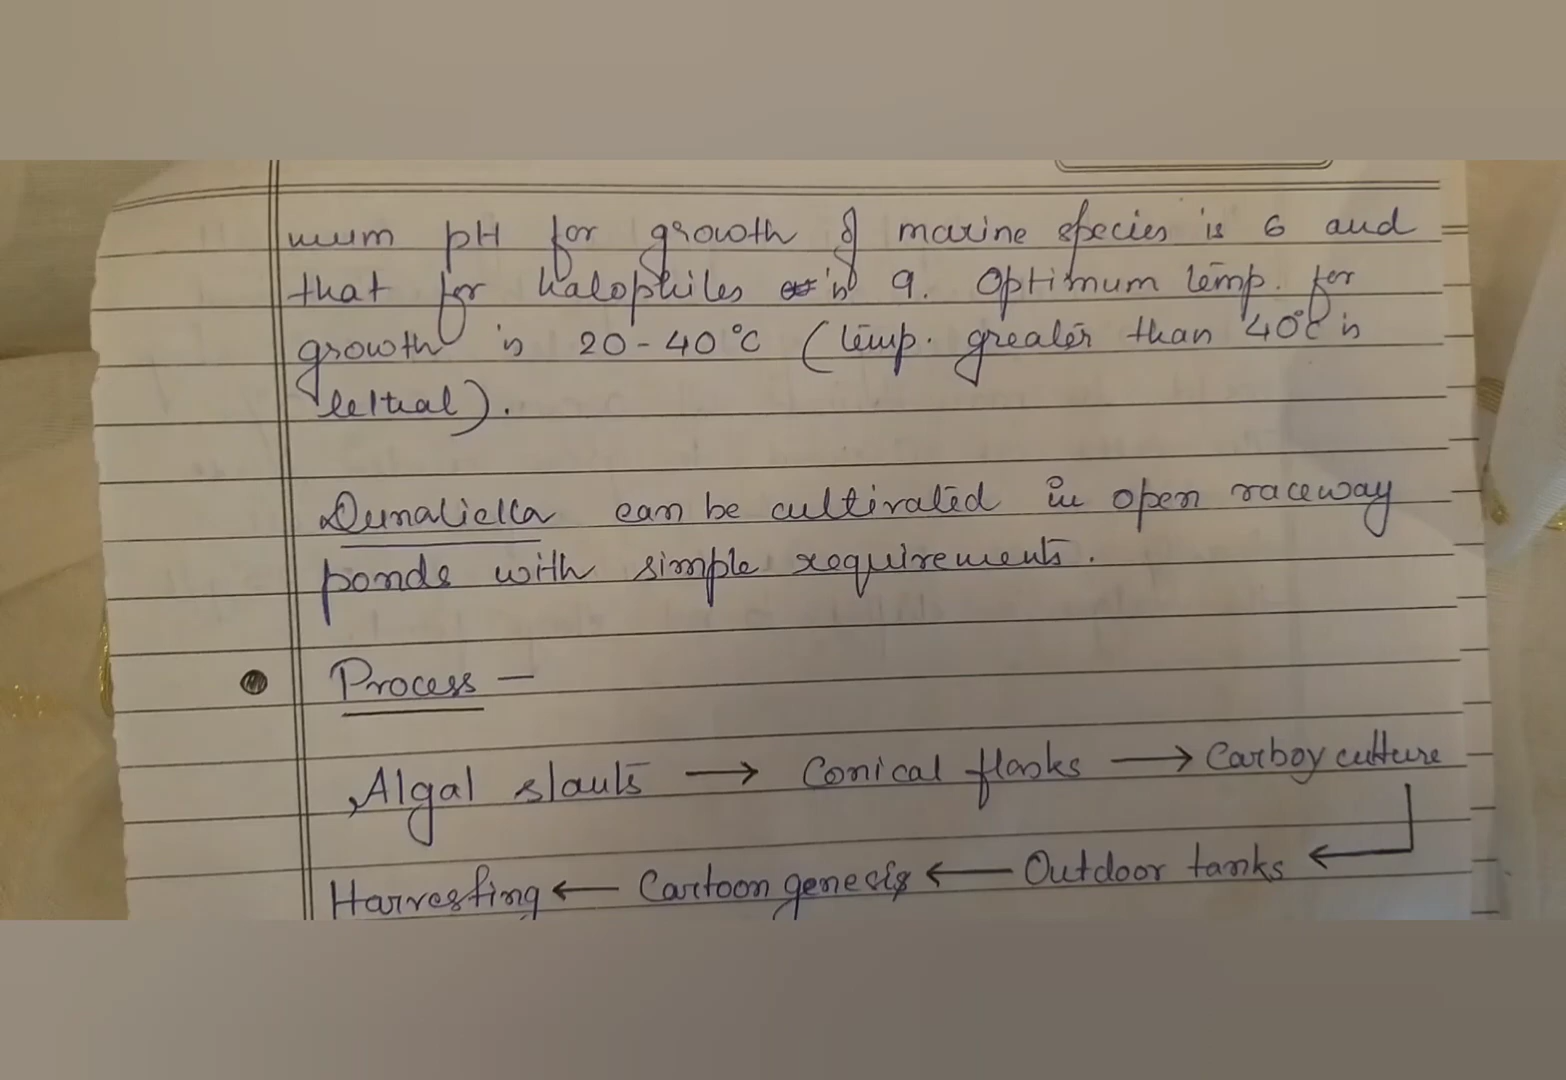 mum pH for growth of marine species is 6 and
that for halophiles is 9. Optimum temp. for
growth is 20-40°C (temp. greater than 40°C is
lethal).
Dunaliella can be cultivated in open raceway
ponds with simple requirements.
Process -
Algal slants → Conical flasks → Carboy culture
Harvesting ← Cartoon genesis ← Outdoor tanks ←